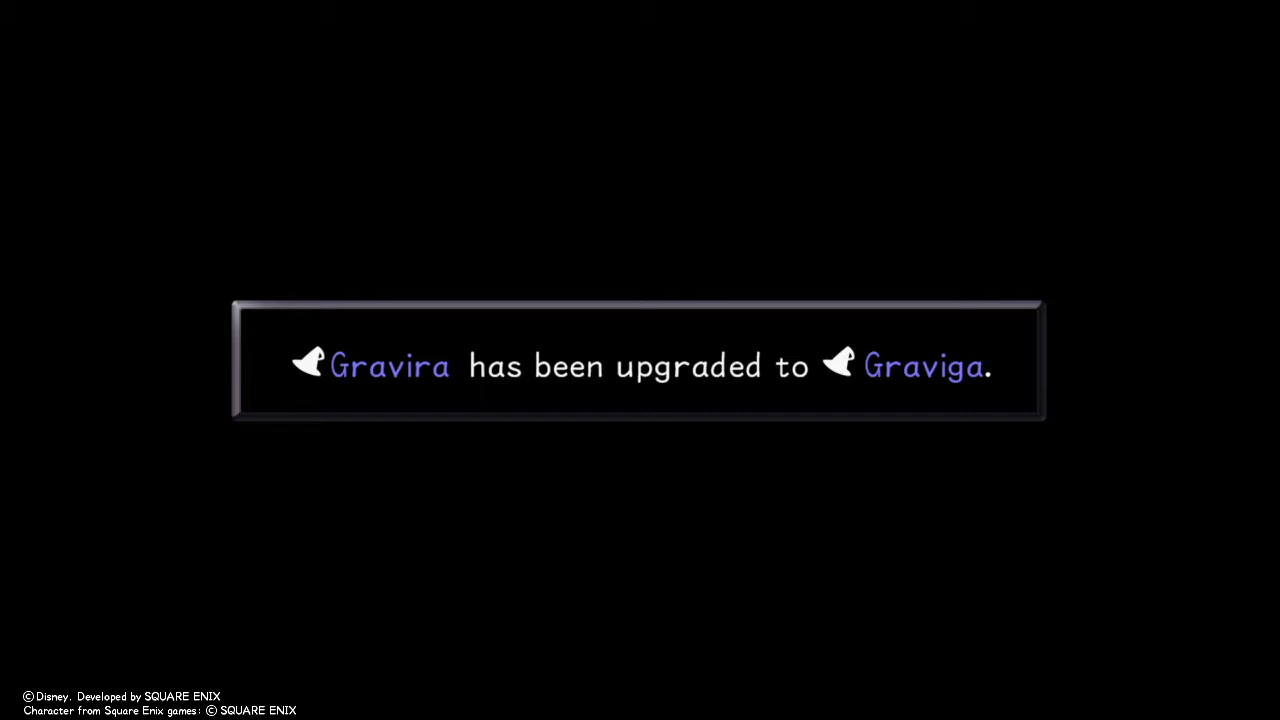 Gravira has been upgraded to Graviga.
©Disney. Developed by SQUARE ENIX
Character from Square Enix games: © SQUARE ENIX